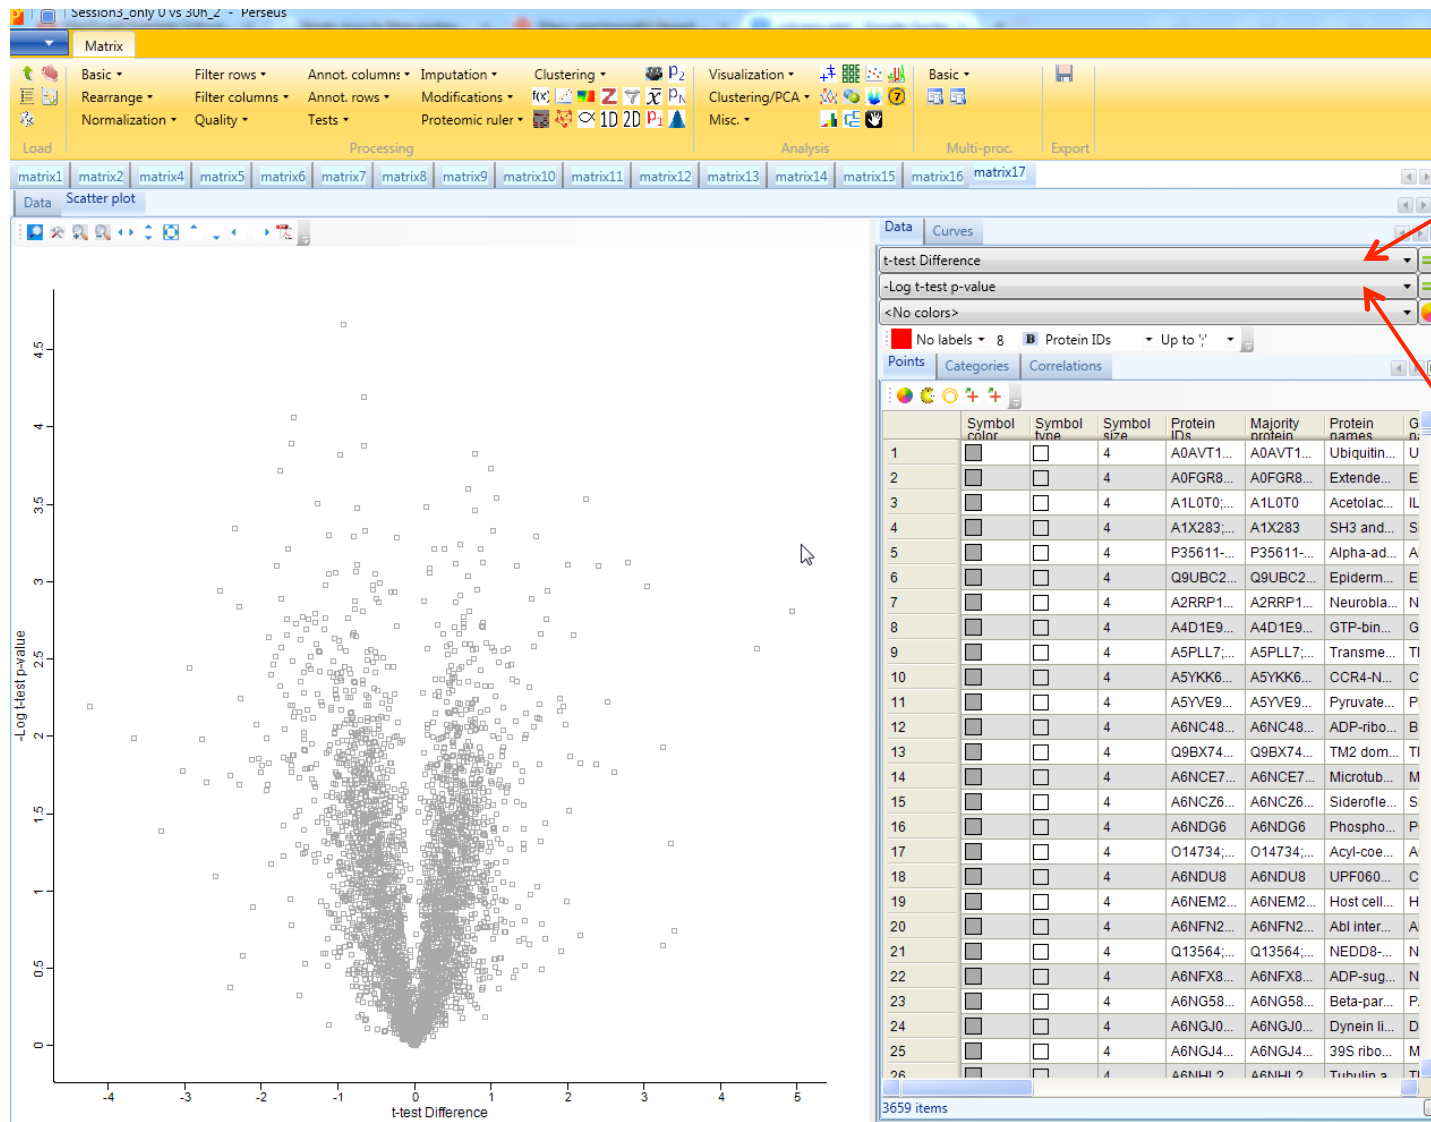 Session3_only 0 vs 30h_2 - Perseus
Matrix
Basic Filter rows Annot. columns Imputation Clustering p2 Visualization Basic
Rearrange Filter columns Annot. rows Modifications f(x) Z x̄ pN Clustering/PCA 7
Normalization Quality Tests Proteomic ruler 1D 2D p1 Misc.
Load Processing Analysis Multi-proc. Export
matrix1 matrix2 matrix4 matrix5 matrix6 matrix7 matrix8 matrix9 matrix10 matrix11 matrix12 matrix13 matrix14 matrix15 matrix16 matrix17
Data Scatter plot
Data Curves
t-test Difference
-Log t-test p-value
<No colors>
No labels 8 B Protein IDs Up to ';'
Points Categories Correlations
Symbol color Symbol type Symbol size Protein IDs Majority protein Protein names
1 4 A0AVT1... A0AVT1... Ubiquitin... U
2 4 A0FGR8... A0FGR8... Extende... E
3 4 A1L0T0;... A1L0T0 Acetolac... IL
4 4 A1X283;... A1X283 SH3 and... S
5 4 P35611-... P35611-... Alpha-ad... A
6 4 Q9UBC2... Q9UBC2... Epiderm... E
7 4 A2RRP1... A2RRP1... Neurobla... N
8 4 A4D1E9... A4D1E9... GTP-bin... G
9 4 A5PLL7;... A5PLL7;... Transme...
10 4 A5YKK6... A5YKK6... CCR4-N... C
11 4 A5YVE9... A5YVE9... Pyruvate... P
12 4 A6NC48... A6NC48... ADP-ribo... B
13 4 Q9BX74... Q9BX74... TM2 dom...
14 4 A6NCE7... A6NCE7... Microtub... M
15 4 A6NCZ6... A6NCZ6... Siderofle... S
16 4 A6NDG6 A6NDG6 Phospho... P
17 4 O14734;... O14734;... Acyl-coe... A
18 4 A6NDU8 A6NDU8 UPF060... C
19 4 A6NEM2... A6NEM2... Host cell... H
20 4 A6NFN2... A6NFN2... Abl inter... A
21 4 Q13564;... Q13564;... NEDD8-... N
22 4 A6NFX8... A6NFX8... ADP-sug... N
23 4 A6NG58... A6NG58... Beta-par... P
24 4 A6NGJ0... A6NGJ0... Dynein li... D
25 4 A6NGJ4... A6NGJ4... 39S ribo... M
26 4 A6NHL2 A6NHL2 Tubulin a
3659 items
-Log t-test p-value
4.5
4
3.5
3
2.5
2
1.5
1
0.5
0
-4 -3 -2 -1 0 1 2 3 4 5
t-test Difference